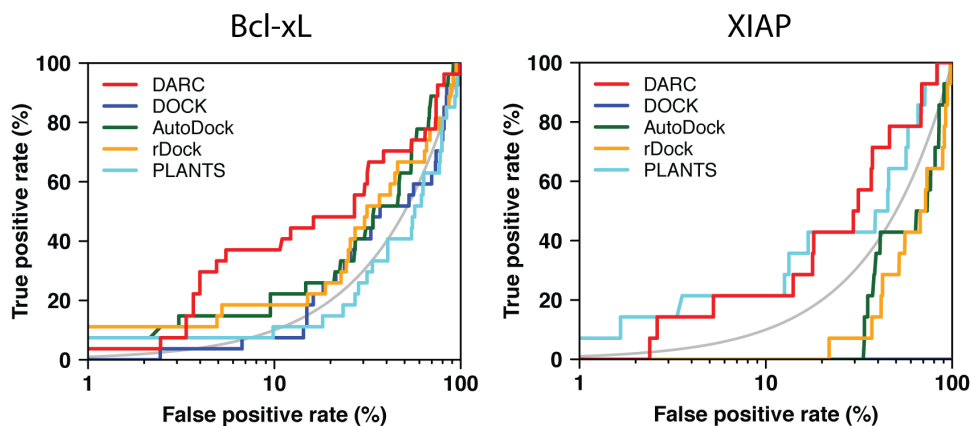 Bcl-xL
True positive rate (%)
100
80
60
40
20
0
DARC
DOCK
AutoDock
rDock
PLANTS
1
10
100
False positive rate (%)
XIAP
True positive rate (%)
100
80
60
40
20
0
DARC
DOCK
AutoDock
rDock
PLANTS
1
10
100
False positive rate (%)